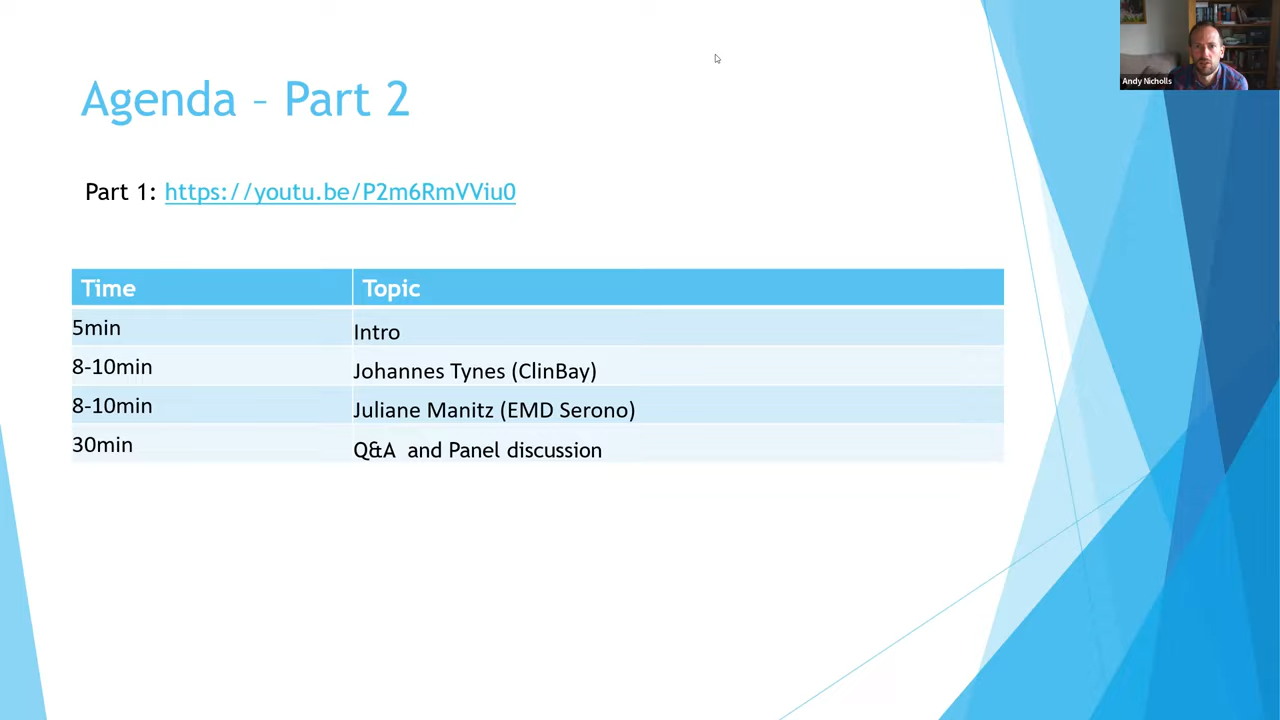 Agenda – Part 2
Part 1: https://youtu.be/P2m6RmVViu0
Time Topic
5min Intro
8-10min Johannes Tynes (ClinBay)
8-10min Juliane Manitz (EMD Serono)
30min Q&A and Panel discussion
Andy Nicholls